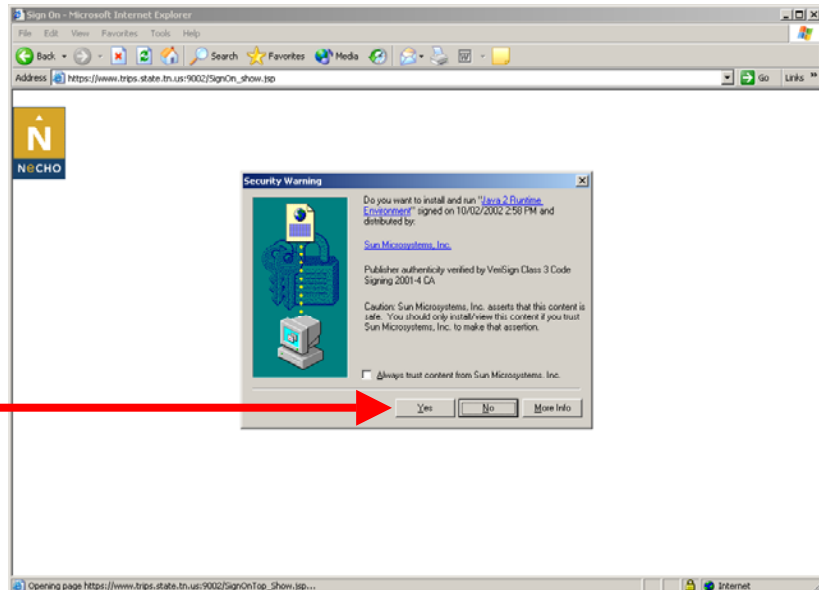 Sign On - Microsoft Internet Explorer
File Edit View Favorites Tools Help
Back Search Favorites Media
Address https://www.trips.state.tn.us:9002/SignOn_show.jsp Go Links »
N
NeCHO
Security Warning
Do you want to install and run "Java 2 Runtime
Environment" signed on 10/02/2002 2:58 PM and
distributed by:
Sun Microsystems, Inc.
Publisher authenticity verified by VeriSign Class 3 Code
Signing 2001-4 CA
Caution: Sun Microsystems, Inc. asserts that this content is
safe. You should only install/view this content if you trust
Sun Microsystems, Inc. to make that assertion.
Always trust content from Sun Microsystems, Inc.
Yes No More Info
Opening page https://www.trips.state.tn.us:9002/SignOnTop_Show.jsp... Internet